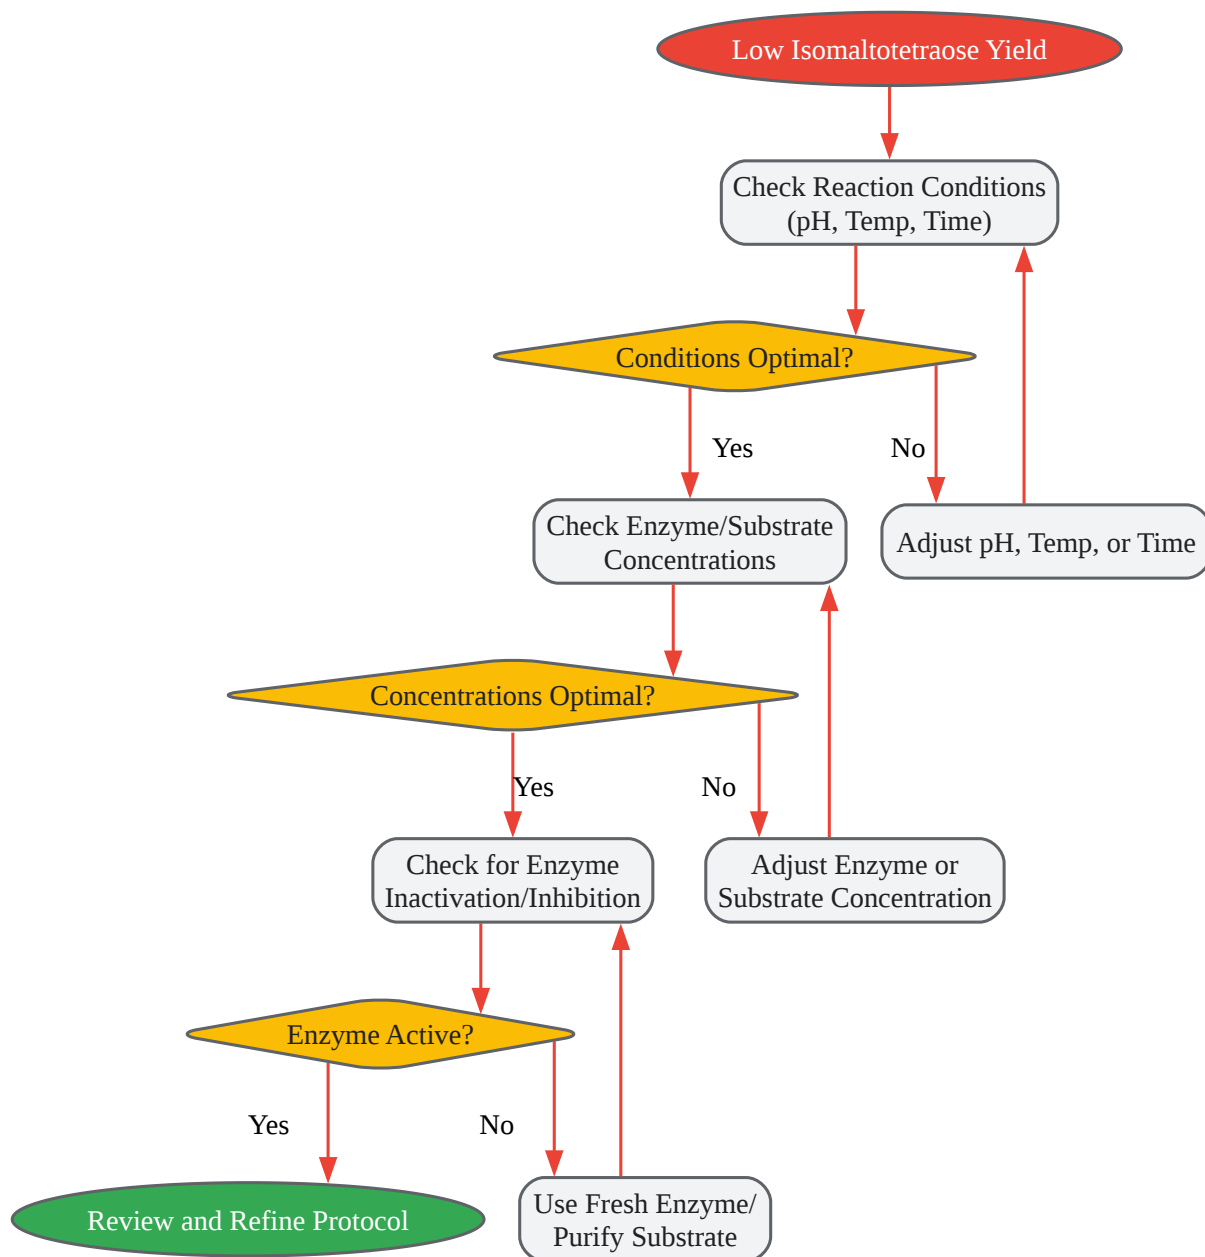 Low Isomaltotetraose Yield
Check Reaction Conditions
(pH, Temp, Time)
Conditions Optimal?
Yes
No
Check Enzyme/Substrate
Concentrations
Adjust pH, Temp, or Time
Concentrations Optimal?
Yes
No
Check for Enzyme
Inactivation/Inhibition
Adjust Enzyme or
Substrate Concentration
Enzyme Active?
Yes
No
Review and Refine Protocol
Use Fresh Enzyme/
Purify Substrate